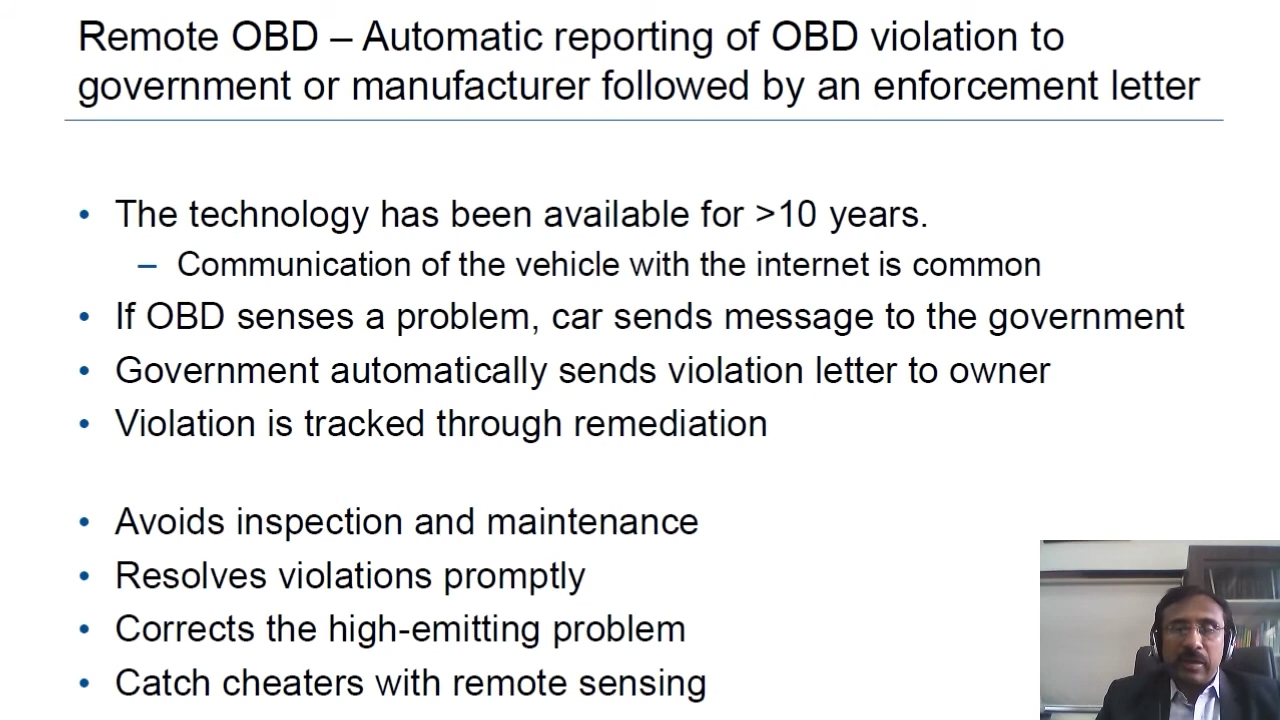 Remote OBD – Automatic reporting of OBD violation to
government or manufacturer followed by an enforcement letter
• The technology has been available for >10 years.
– Communication of the vehicle with the internet is common
• If OBD senses a problem, car sends message to the government
• Government automatically sends violation letter to owner
• Violation is tracked through remediation
• Avoids inspection and maintenance
• Resolves violations promptly
• Corrects the high-emitting problem
• Catch cheaters with remote sensing